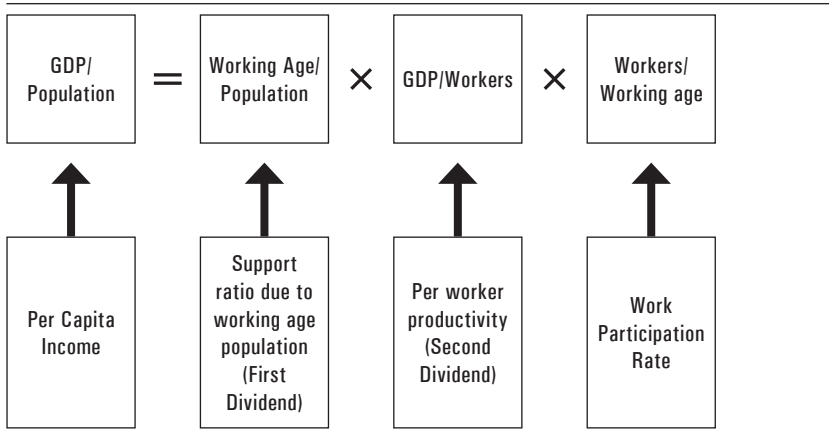 GDP/
Population
=
Working Age/
Population
×
GDP/Workers
×
Workers/
Working age
Per Capita
Income
Support
ratio due to
working age
population
(First
Dividend)
Per worker
productivity
(Second
Dividend)
Work
Participation
Rate